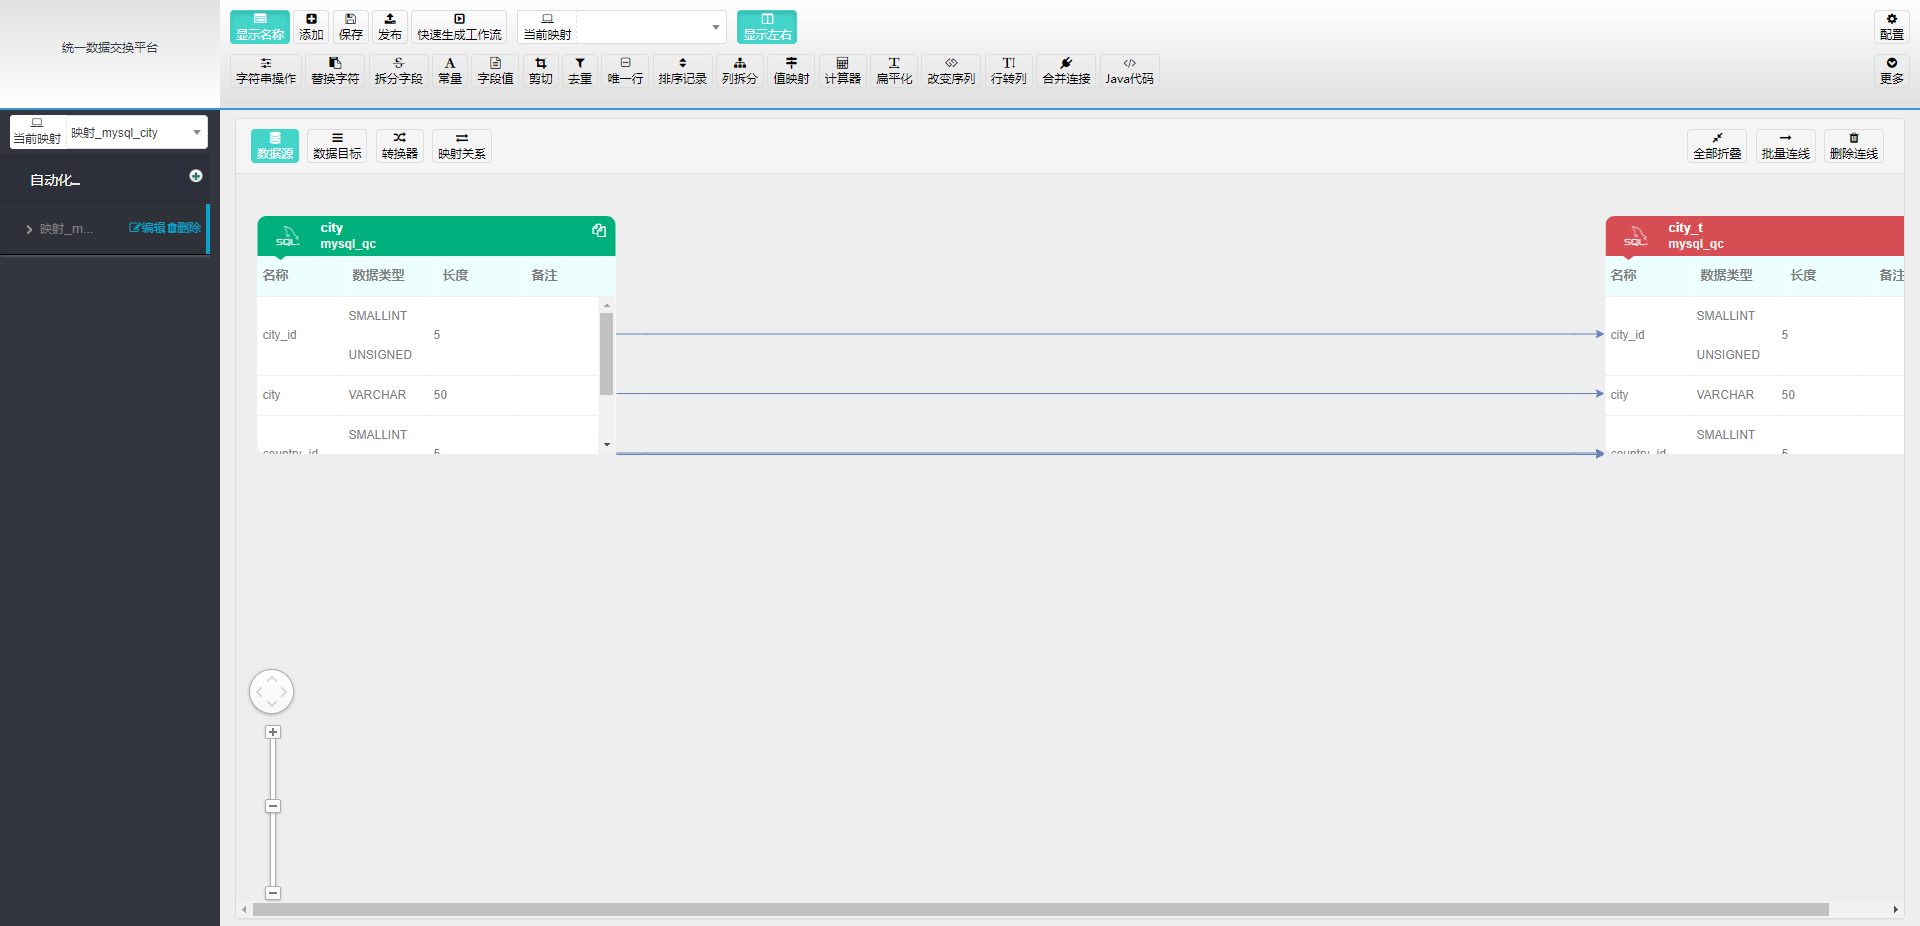 统一数据交换平台
显示名称 添加 保存 发布 快速生成工作流 当前映射 显示左右 配置
字符串操作 替换字符 拆分字段 常量 字段值 剪切 去重 唯一行 排序记录 列拆分 值映射 计算器 扁平化 改变序列 行转列 合并连接 Java代码 更多
当前映射 映射_mysql_city
自动化...
映射_m... 编辑 删除
数据源 数据目标 转换器 映射关系 全部折叠 批量连线 删除连线
SQL city
mysql_qc
名称 数据类型 长度 备注
city_id SMALLINT UNSIGNED 5
city VARCHAR 50
country_id SMALLINT 5
SQL city_t
mysql_qc
名称 数据类型 长度 备注
city_id SMALLINT UNSIGNED 5
city VARCHAR 50
country_id SMALLINT 5